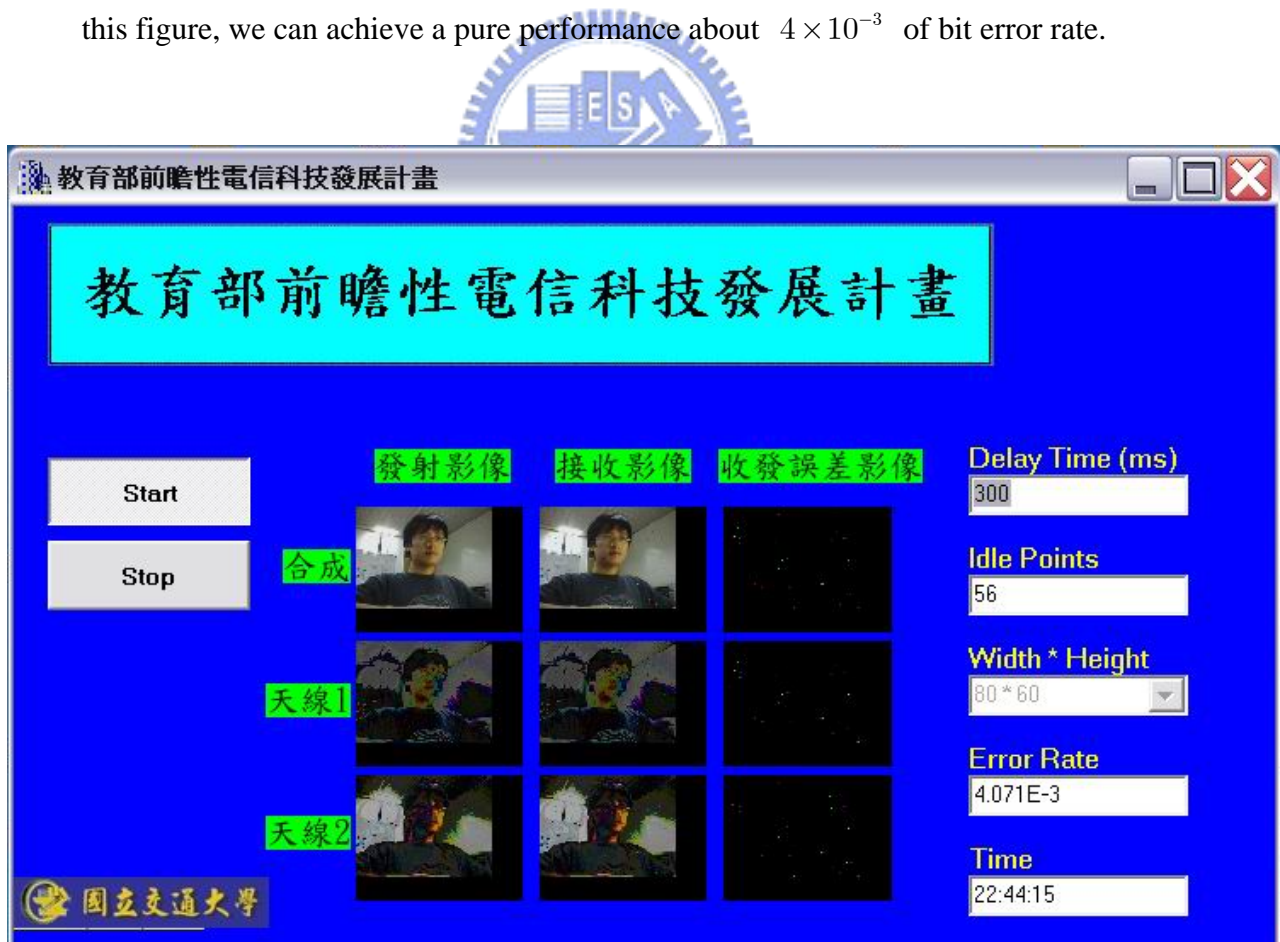 this figure, we can achieve a pure performance about 4 × 10⁻³ of bit error rate.
E S A
教育部前瞻性電信科技發展計畫
教育部前瞻性電信科技發展計畫
發射影像 接收影像 收發誤差影像
Start
Stop
合成
天線1
天線2
Delay Time (ms)
300
Idle Points
56
Width * Height
80 * 60
Error Rate
4.071E-3
Time
22:44:15
國立交通大學